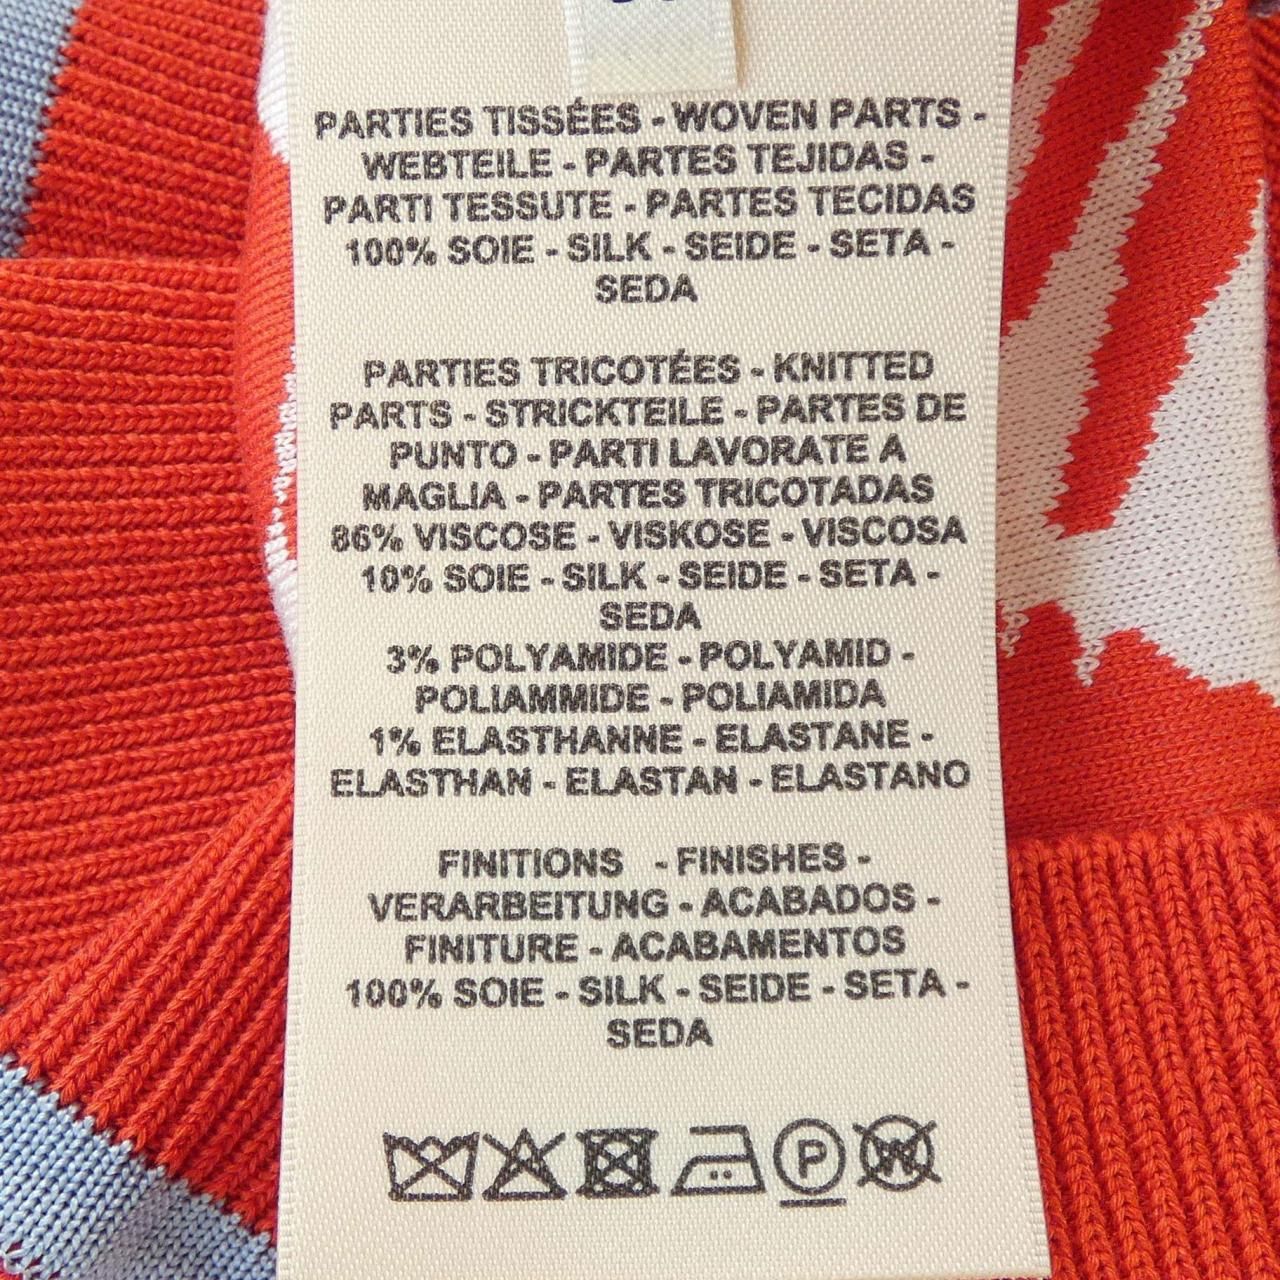 PARTIES TISSÉES - WOVEN PARTS -
WEBTEILE - PARTES TEJIDAS -
PARTI TESSUTE - PARTES TECIDAS
100% SOIE - SILK - SEIDE - SETA -
SEDA
PARTIES TRICOTÉES - KNITTED
PARTS - STRICKTEILE - PARTES DE
PUNTO - PARTI LAVORATE A
MAGLIA - PARTES TRICOTADAS
86% VISCOSE - VISKOSE - VISCOSA
10% SOIE - SILK - SEIDE - SETA -
SEDA
3% POLYAMIDE - POLYAMID -
POLIAMMIDE - POLIAMIDA
1% ELASTHANNE - ELASTANE -
ELASTHAN - ELASTAN - ELASTANO
FINITIONS - FINISHES -
VERARBEITUNG - ACABADOS -
FINITURE - ACABAMENTOS
100% SOIE - SILK - SEIDE - SETA -
SEDA
P W